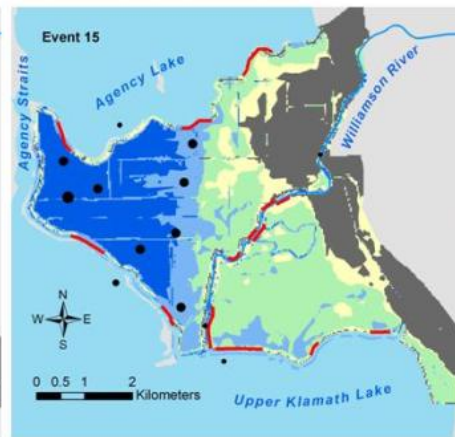 Event 15
Agency Lake
Agency Straits
Williamson River
N
W E
S
0 0.5 1 2
Kilometers
Upper Klamath Lake